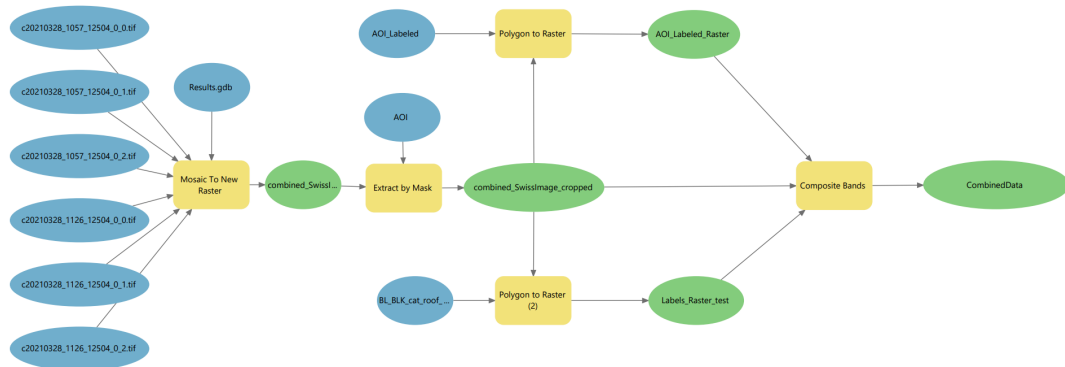 c20210328_1057_12504_0_0.tif
c20210328_1057_12504_0_1.tif
c20210328_1057_12504_0_2.tif
c20210328_1126_12504_0_0.tif
c20210328_1126_12504_0_1.tif
c20210328_1126_12504_0_2.tif
Results.gdb
Mosaic To New
Raster
combined_SwissI...
AOI_Labeled
AOI
Extract by Mask
BL_BLK_cat_roof_...
Polygon to Raster
combined_SwissImage_cropped
Polygon to Raster
(2)
AOI_Labeled_Raster
Labels_Raster_test
Composite Bands
CombinedData